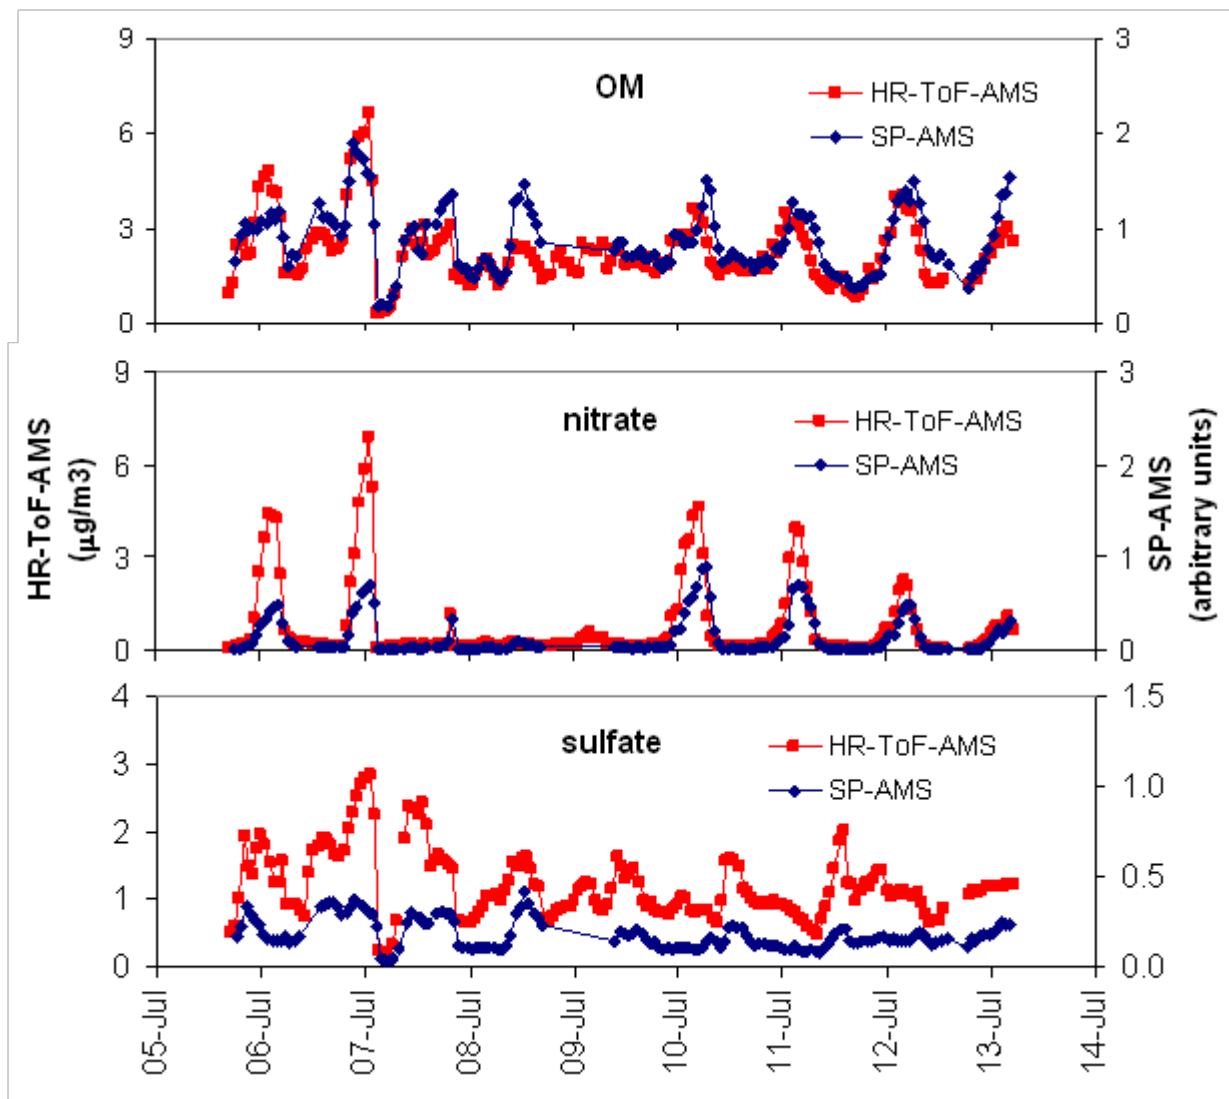 9
6
3
0
OM
HR-ToF-AMS
SP-AMS
3
2
1
0
9
6
3
0
nitrate
HR-ToF-AMS
SP-AMS
3
2
1
0
HR-ToF-AMS
(µg/m3)
SP-AMS
(arbitrary units)
4
3
2
1
0
sulfate
HR-ToF-AMS
SP-AMS
1.5
1.0
0.5
0.0
05-Jul
06-Jul
07-Jul
08-Jul
09-Jul
10-Jul
11-Jul
12-Jul
13-Jul
14-Jul